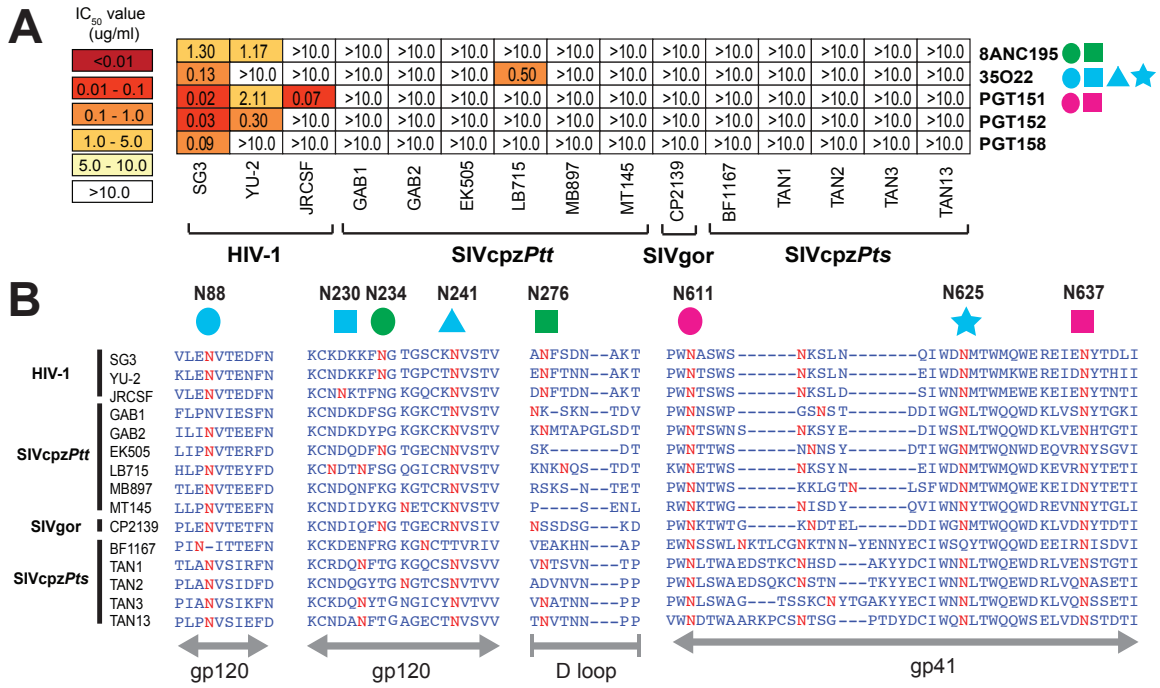 A
IC50 value
(ug/ml)
<0.01
0.01 - 0.1
0.1 - 1.0
1.0 - 5.0
5.0 - 10.0
>10.0
1.30 1.17 >10.0 >10.0 >10.0 >10.0 >10.0 >10.0 >10.0 >10.0 >10.0 >10.0 >10.0 >10.0 >10.0 8ANC195
0.13 >10.0 >10.0 >10.0 >10.0 >10.0 0.50 >10.0 >10.0 >10.0 >10.0 >10.0 >10.0 >10.0 >10.0 35O22
0.02 2.11 0.07 >10.0 >10.0 >10.0 >10.0 >10.0 >10.0 >10.0 >10.0 >10.0 >10.0 >10.0 >10.0 PGT151
0.03 0.30 >10.0 >10.0 >10.0 >10.0 >10.0 >10.0 >10.0 >10.0 >10.0 >10.0 >10.0 >10.0 >10.0 PGT152
0.09 >10.0 >10.0 >10.0 >10.0 >10.0 >10.0 >10.0 >10.0 >10.0 >10.0 >10.0 >10.0 >10.0 >10.0 PGT158
SG3 YU-2 JRCSF GAB1 GAB2 EK505 LB715 MB897 MT145 CP2139 BF1167 TAN1 TAN2 TAN3 TAN13
HIV-1 SIVcpzPtt SIVgor SIVcpzPts
B
N88 N230 N234 N241 N276 N611 N625 N637
HIV-1
SIVcpzPtt
SIVgor
SIVcpzPts
SG3 VLENVTEDFN KCNDKKFNGTGSCKNVSTV ANFSDN--AKT PWNASWS------NKSLN------QIWDNMTWMQWEREIENYTDLI
YU-2 KLENVTENFN KCNDKKFNGTGPCTNVSTV ENFTNN--AKT PWNTSWS------NKSLN------EIWDNMTWMKWEREIDNYTHII
JRCSF VLENVTEDFN KCNNKTFNGKGQCKNVSTV DNFTDN--AKT PWNTSWS------NKSLD------SIWNNMTWMEWEKEIENYTNTI
GAB1 FLPNVIESFN KCKDKDFSGKGKCTNVSTV NK-SKN--TDV PWNNSWP-----GSNST------DDIWGNLTWQQWDKLVSNYTGKI
GAB2 ILINVTEEFN KCKDKDYPGKGKCTNVSTV KNMTAPGLSDT PWNTSWNS-----NKSYE------DIIWGNLTWQQWDKLVENHTGKI
EK505 LIPNVTERFD KCNDKNFNGTGECNNVSTV SK------DT PWNTTWS------NNNSY------DTIWGNMTWQNWDEQVRNYSGVI
LB715 HLPNVTEYFD KCNDTNFSGQGICRNVSTV KNKNQS--TDT KWNETWS------NKSYN------EIIWDNMTWMQWDKEVRNYTETI
MB897 TLENVTEEFD KCNDQNFKGTGRCRNVSTV RSKS-N--TET PWNNTWS------KKLGTN-----LSFWDNMTWMQWEKEIDNYTETI
MT145 LLPNVTEEFN KCNDIDYKGNETCKNVSTV P----S--ENL RWNKTWG------NISDY------QVIWNNYTWQQWDKEVDNYTRTI
CP2139 PLENVTETFN KCNDIQFNGTGECRNVSIV NSSDSG---KD PWNKTWTG-----KNDTEL-----DDIWGNMTWQQWDKLVDNYTDTI
BF1167 PIN-ITTEFN KCKDENFRGKGNCTTVRIV VEAKHN---AP EWNSSWLNKTLCGNKTNNYENNYECIWSQYTWQQWDEEIRNISDVI
TAN1 TLANVSIRFN KCRDQNFTGKGQCSNVSVV VNTSVN---TP PWNLTWAEDSTKCNHSD---AKYYDCIWNNLTWQEWDRLVENSTGTI
TAN2 PLANVSIDFD KCKDQGYTGNGTCSNVTVV ADVNVN---PP PWNLSWAEDSQKCNSTN---TKYYDCIWNNLTWQEWDRLVQNASETI
TAN3 PIANVSIKFN KCKDQNYTGNGICYNVTVV VNATNN---PP PWNLSWAG---TSSKCNYTGAKYYECIWNNLTWQEWDKLVQNSSETI
TAN13 PLPNVSIEFD KCNDANFTGAGECTNVSTV TNVTNN---PP VWNDTWAARKPCSNTSG---PTDYDCIWQNLTWQQWSELVDNSTDTI
gp120 gp120 D loop gp41